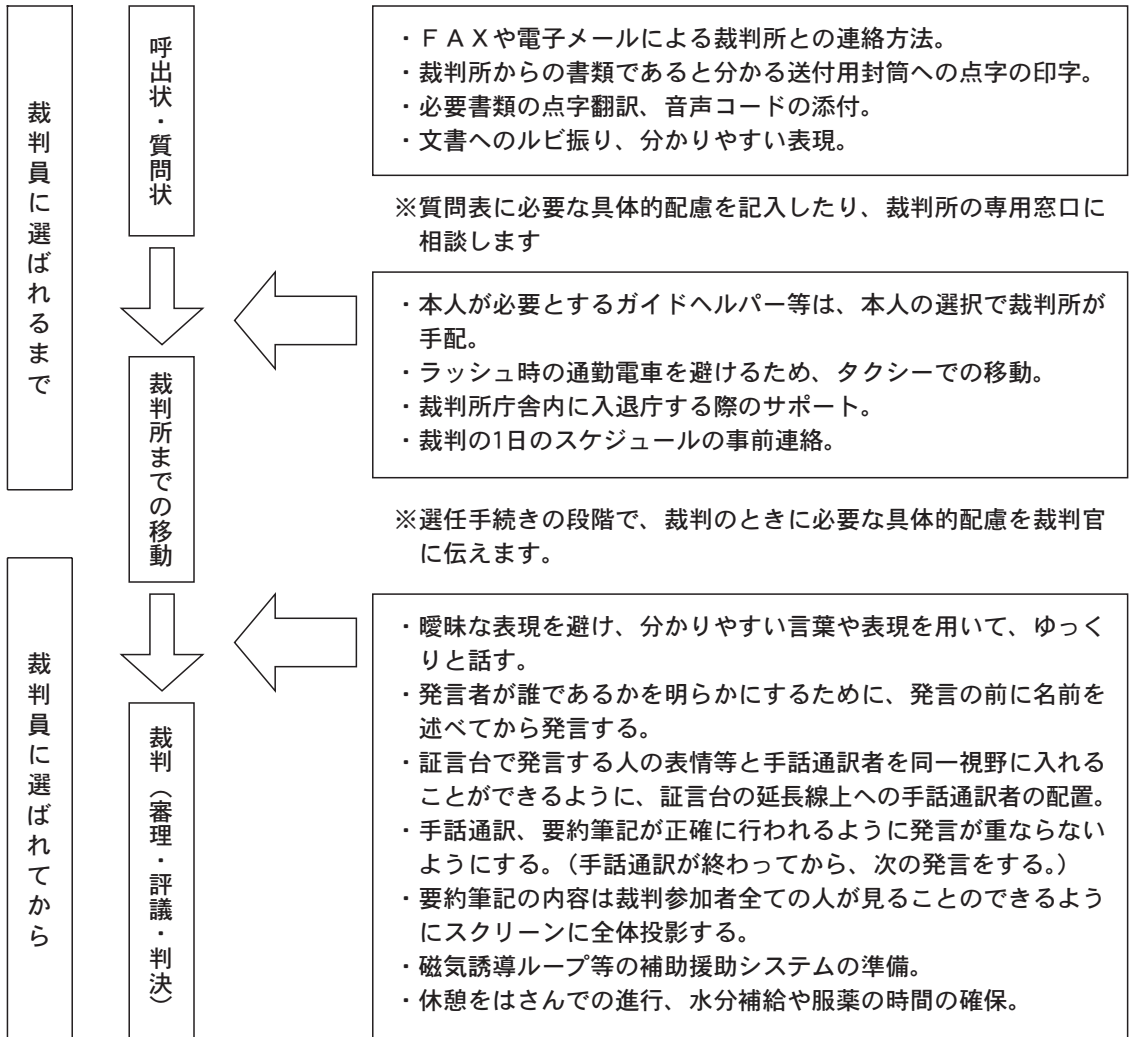 裁判員に選ばれるまで
呼出状・質問状
・ＦＡＸや電子メールによる裁判所との連絡方法。
・裁判所からの書類であると分かる送付用封筒への点字の印字。
・必要書類の点字翻訳、音声コードの添付。
・文書へのルビ振り、分かりやすい表現。
※質問表に必要な具体的配慮を記入したり、裁判所の専用窓口に
相談します
裁判所までの移動
・本人が必要とするガイドヘルパー等は、本人の選択で裁判所が
手配。
・ラッシュ時の通勤電車を避けるため、タクシーでの移動。
・裁判所庁舎内に入退庁する際のサポート。
・裁判の1日のスケジュールの事前連絡。
※選任手続きの段階で、裁判のときに必要な具体的配慮を裁判官
に伝えます。
裁判員に選ばれてから
裁判（審理・評議・判決）
・曖昧な表現を避け、分かりやすい言葉や表現を用いて、ゆっく
りと話す。
・発言者が誰であるかを明らかにするために、発言の前に名前を
述べてから発言する。
・証言台で発言する人の表情等と手話通訳者を同一視野に入れる
ことができるように、証言台の延長線上への手話通訳者の配置。
・手話通訳、要約筆記が正確に行われるように発言が重ならない
ようにする。（手話通訳が終わってから、次の発言をする。）
・要約筆記の内容は裁判参加者全ての人が見ることのできるよう
にスクリーンに全体投影する。
・磁気誘導ループ等の補助援助システムの準備。
・休憩をはさんでの進行、水分補給や服薬の時間の確保。